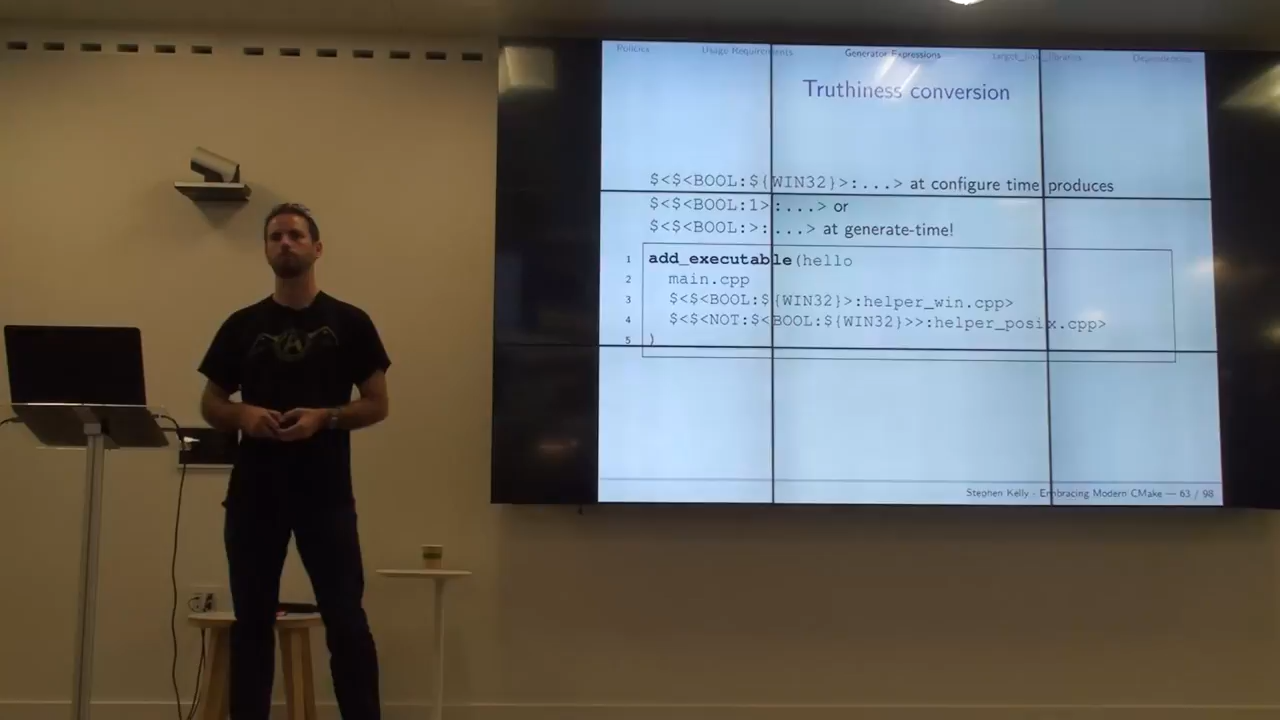 Policies Usage Requirements Generator Expressions target_link_libraries Dependencies
Truthiness conversion
$<$<BOOL:${WIN32}>:...> at configure time produces
$<$<BOOL:1>:...> or
$<$<BOOL:>:...> at generate-time!
1 add_executable(hello
2 main.cpp
3 $<$<BOOL:${WIN32}>:helper_win.cpp>
4 $<$<NOT:$<BOOL:${WIN32}>>:helper_posix.cpp>
5 )
Stephen Kelly - Embracing Modern CMake — 63 / 98
A